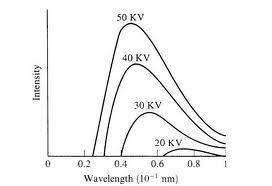 50 KV
40 KV
30 KV
20 KV
Intensity
0 0.2 0.4 0.6 0.8 1
Wavelength (10⁻¹ nm)